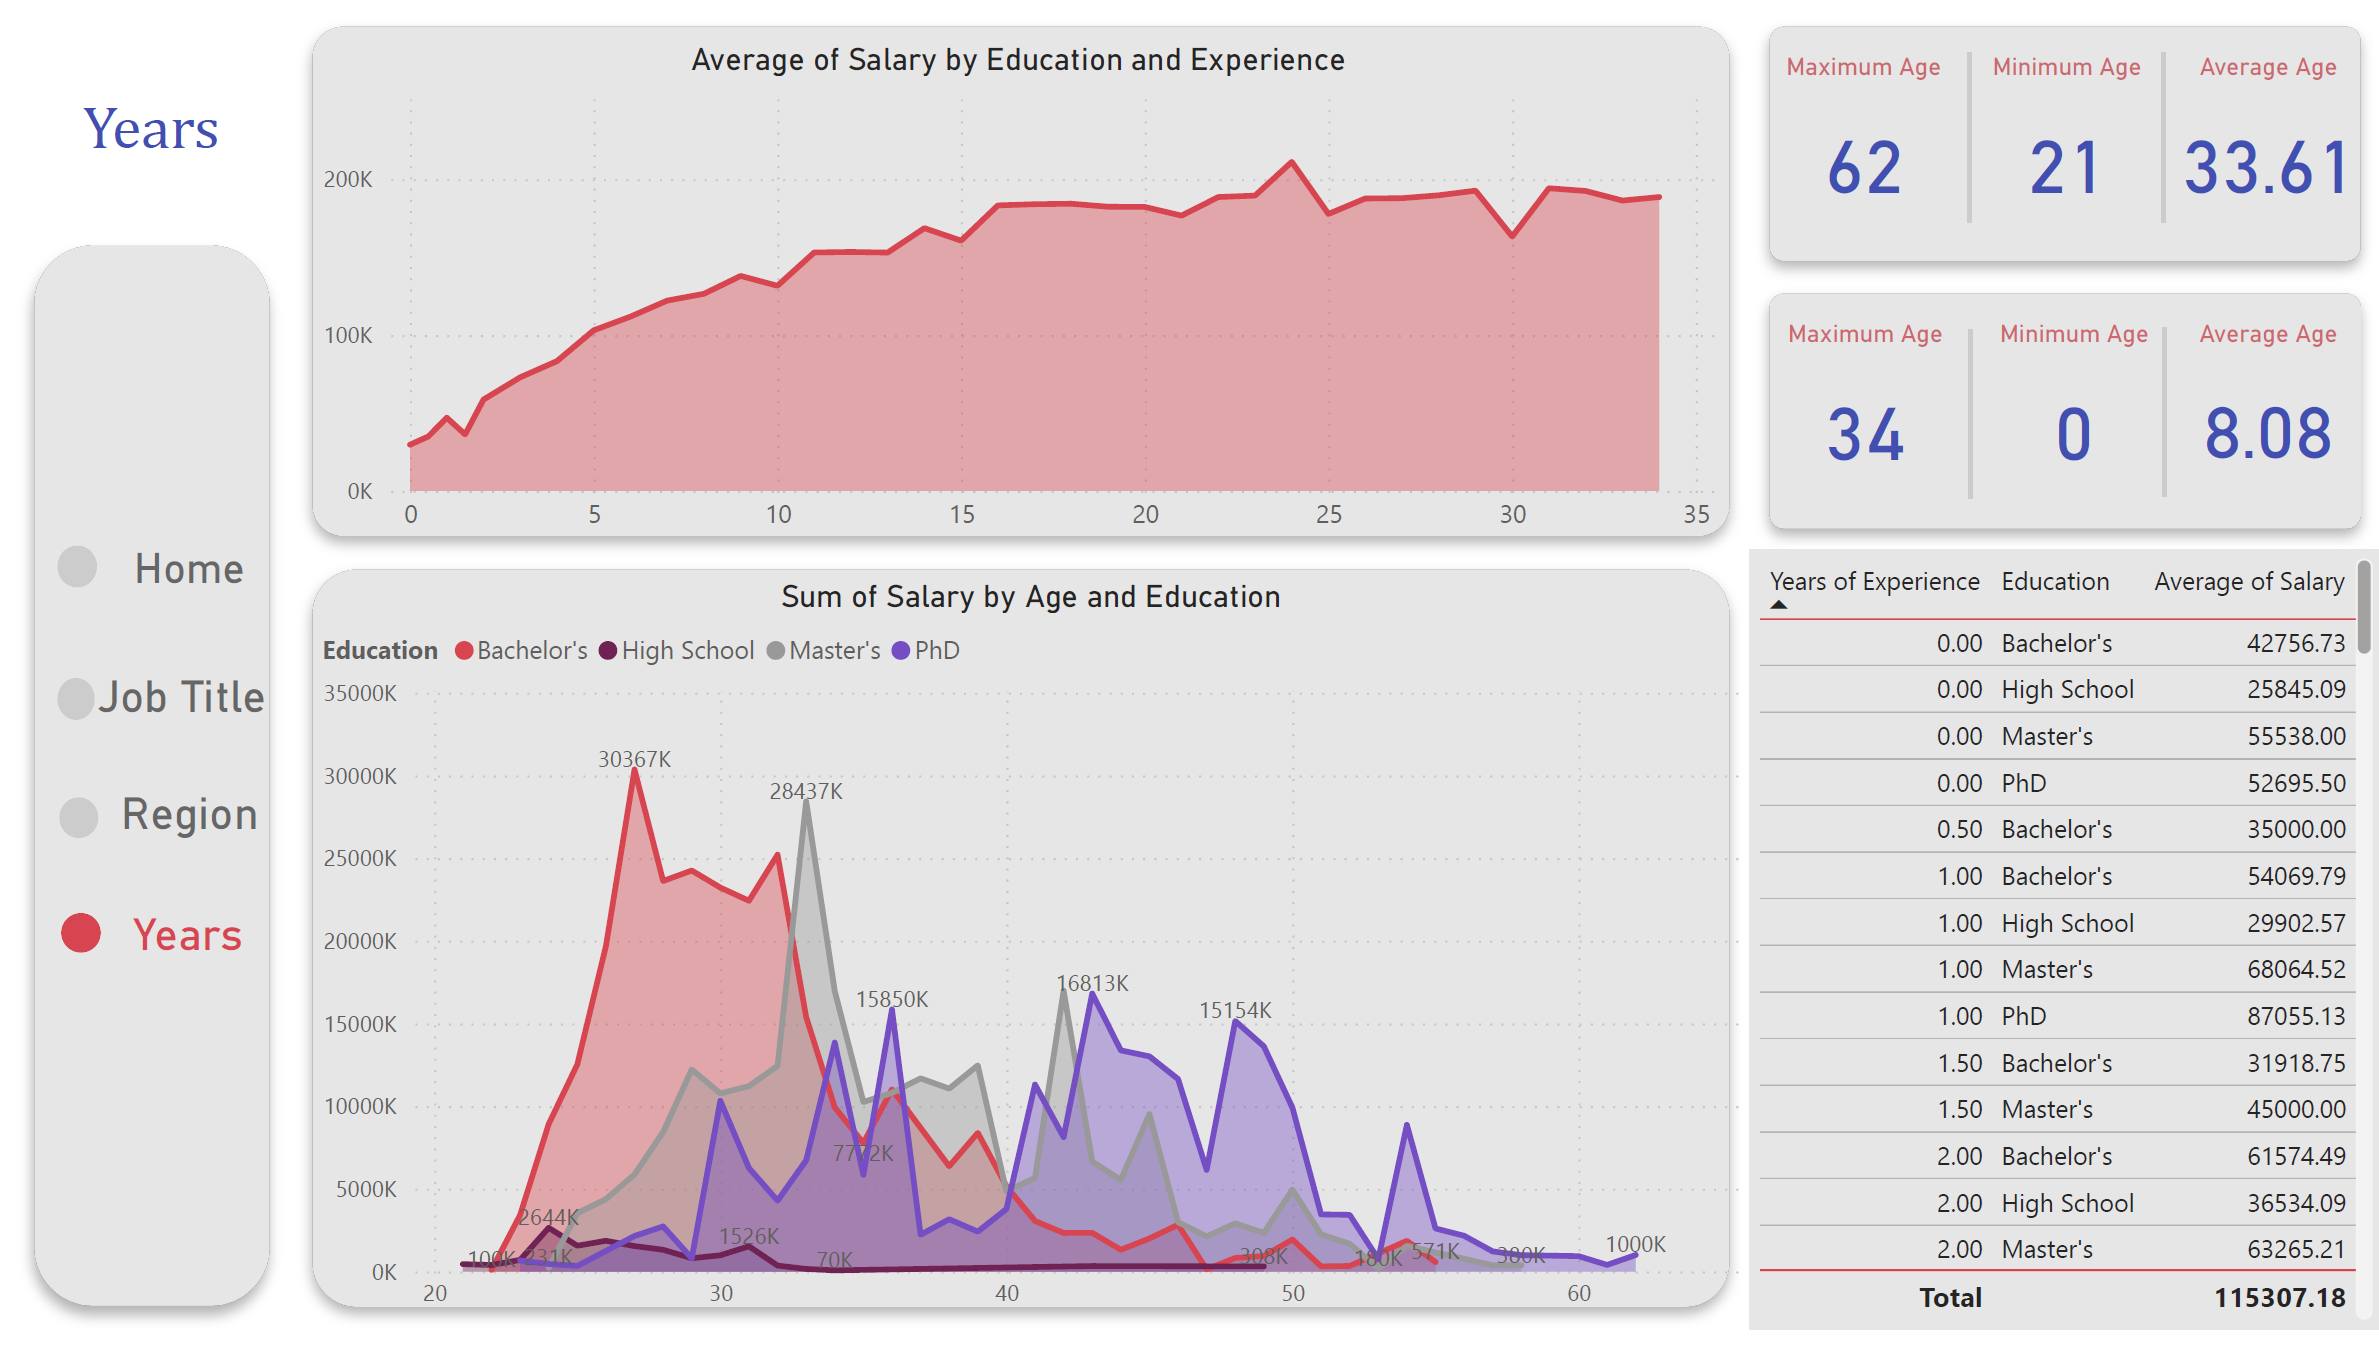 Years
Home
Job Title
Region
Years
Average of Salary by Education and Experience
200K
100K
0K
0 5 10 15 20 25 30 35
Sum of Salary by Age and Education
Education Bachelor's High School Master's PhD
35000K
30000K
25000K
20000K
15000K
10000K
5000K
0K
30367K
28437K
15850K
16813K
15154K
7772K
2644K
1526K
100K 231K
70K
308K
180K
571K
380K
1000K
20 30 40 50 60
Maximum Age Minimum Age Average Age
62 21 33.61
Maximum Age Minimum Age Average Age
34 0 8.08
Years of Experience Education Average of Salary
0.00 Bachelor's 42756.73
0.00 High School 25845.09
0.00 Master's 55538.00
0.00 PhD 52695.50
0.50 Bachelor's 35000.00
1.00 Bachelor's 54069.79
1.00 High School 29902.57
1.00 Master's 68064.52
1.00 PhD 87055.13
1.50 Bachelor's 31918.75
1.50 Master's 45000.00
2.00 Bachelor's 61574.49
2.00 High School 36534.09
2.00 Master's 63265.21
Total 115307.18